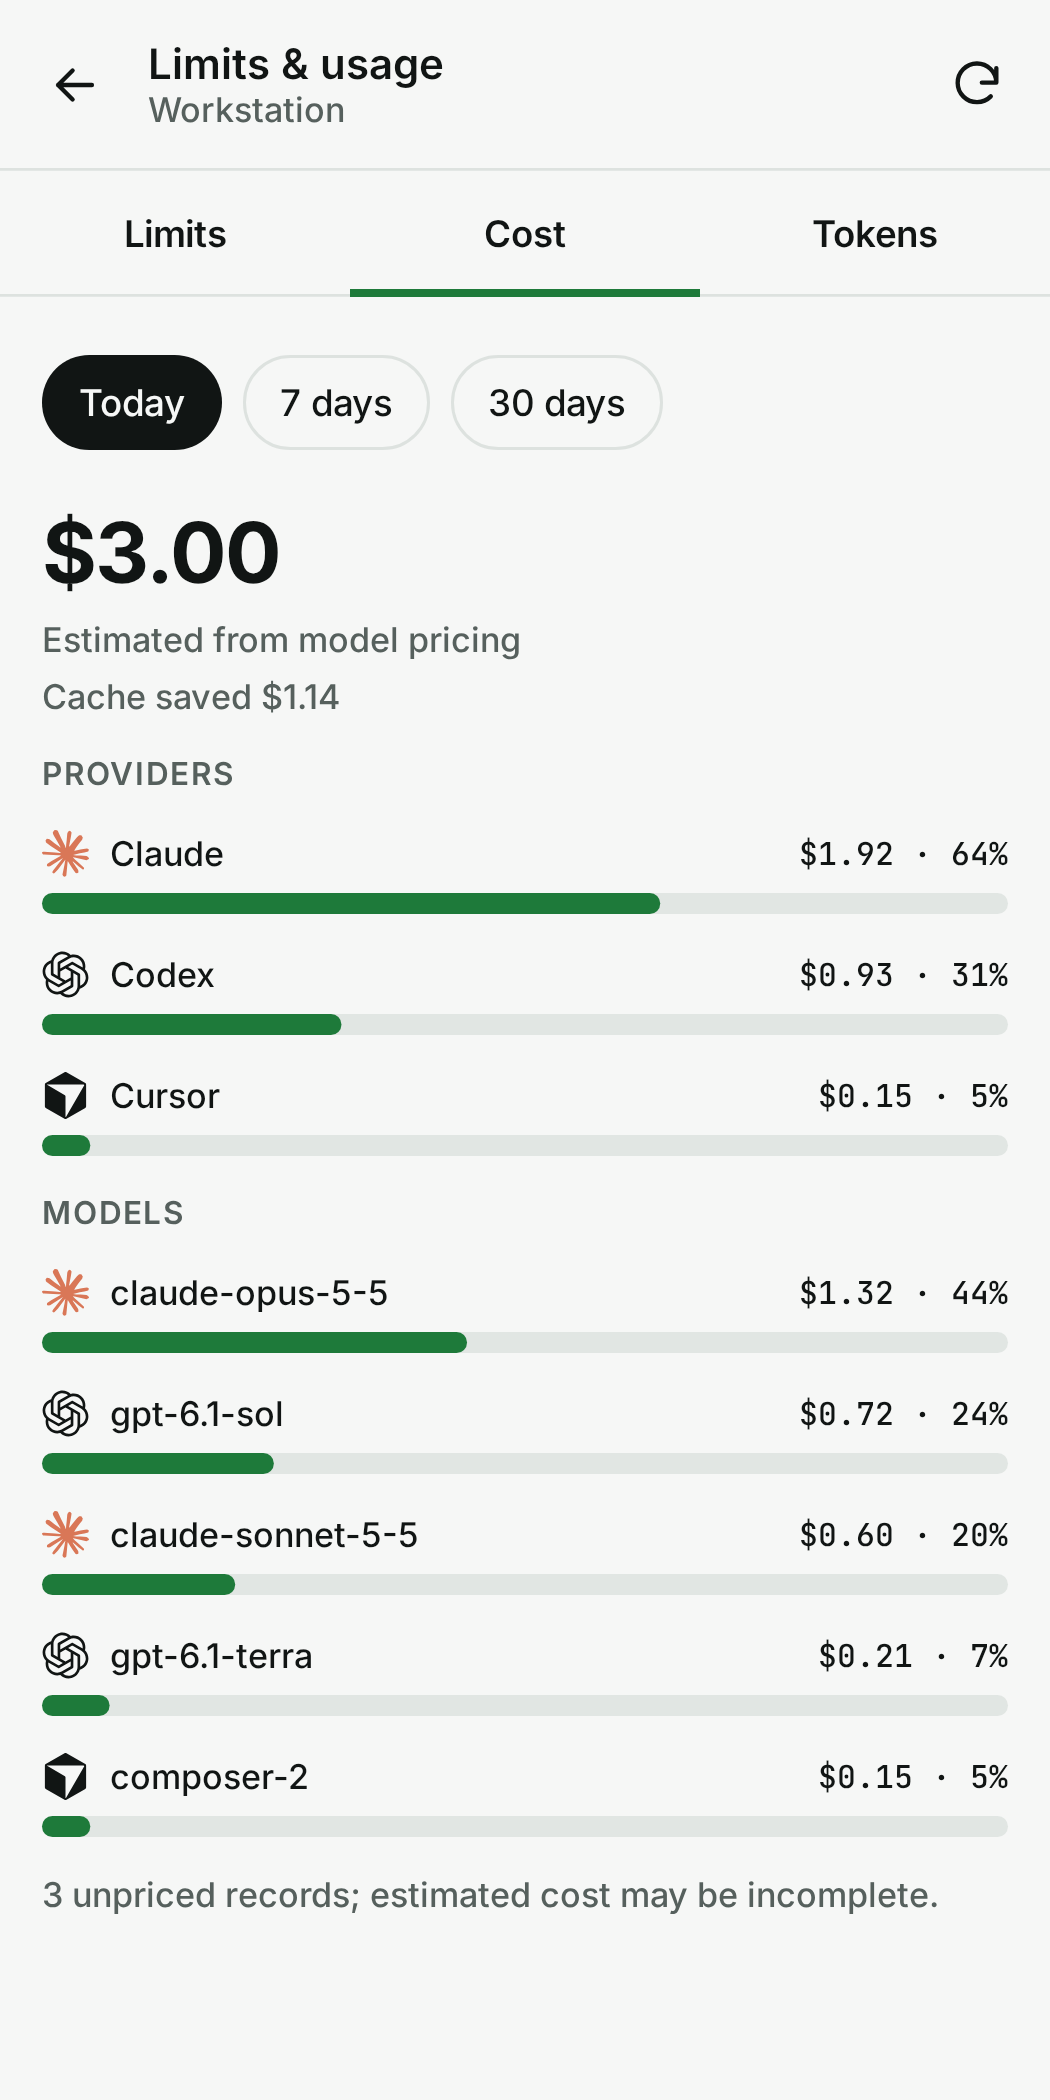 Limits & usage
Workstation
Limits
Cost
Tokens
Today
7 days
30 days
$3.00
Estimated from model pricing
Cache saved $1.14
PROVIDERS
Claude
$1.92 · 64%
Codex
$0.93 · 31%
Cursor
$0.15 · 5%
MODELS
claude-opus-5-5
$1.32 · 44%
gpt-6.1-sol
$0.72 · 24%
claude-sonnet-5-5
$0.60 · 20%
gpt-6.1-terra
$0.21 · 7%
composer-2
$0.15 · 5%
3 unpriced records; estimated cost may be incomplete.